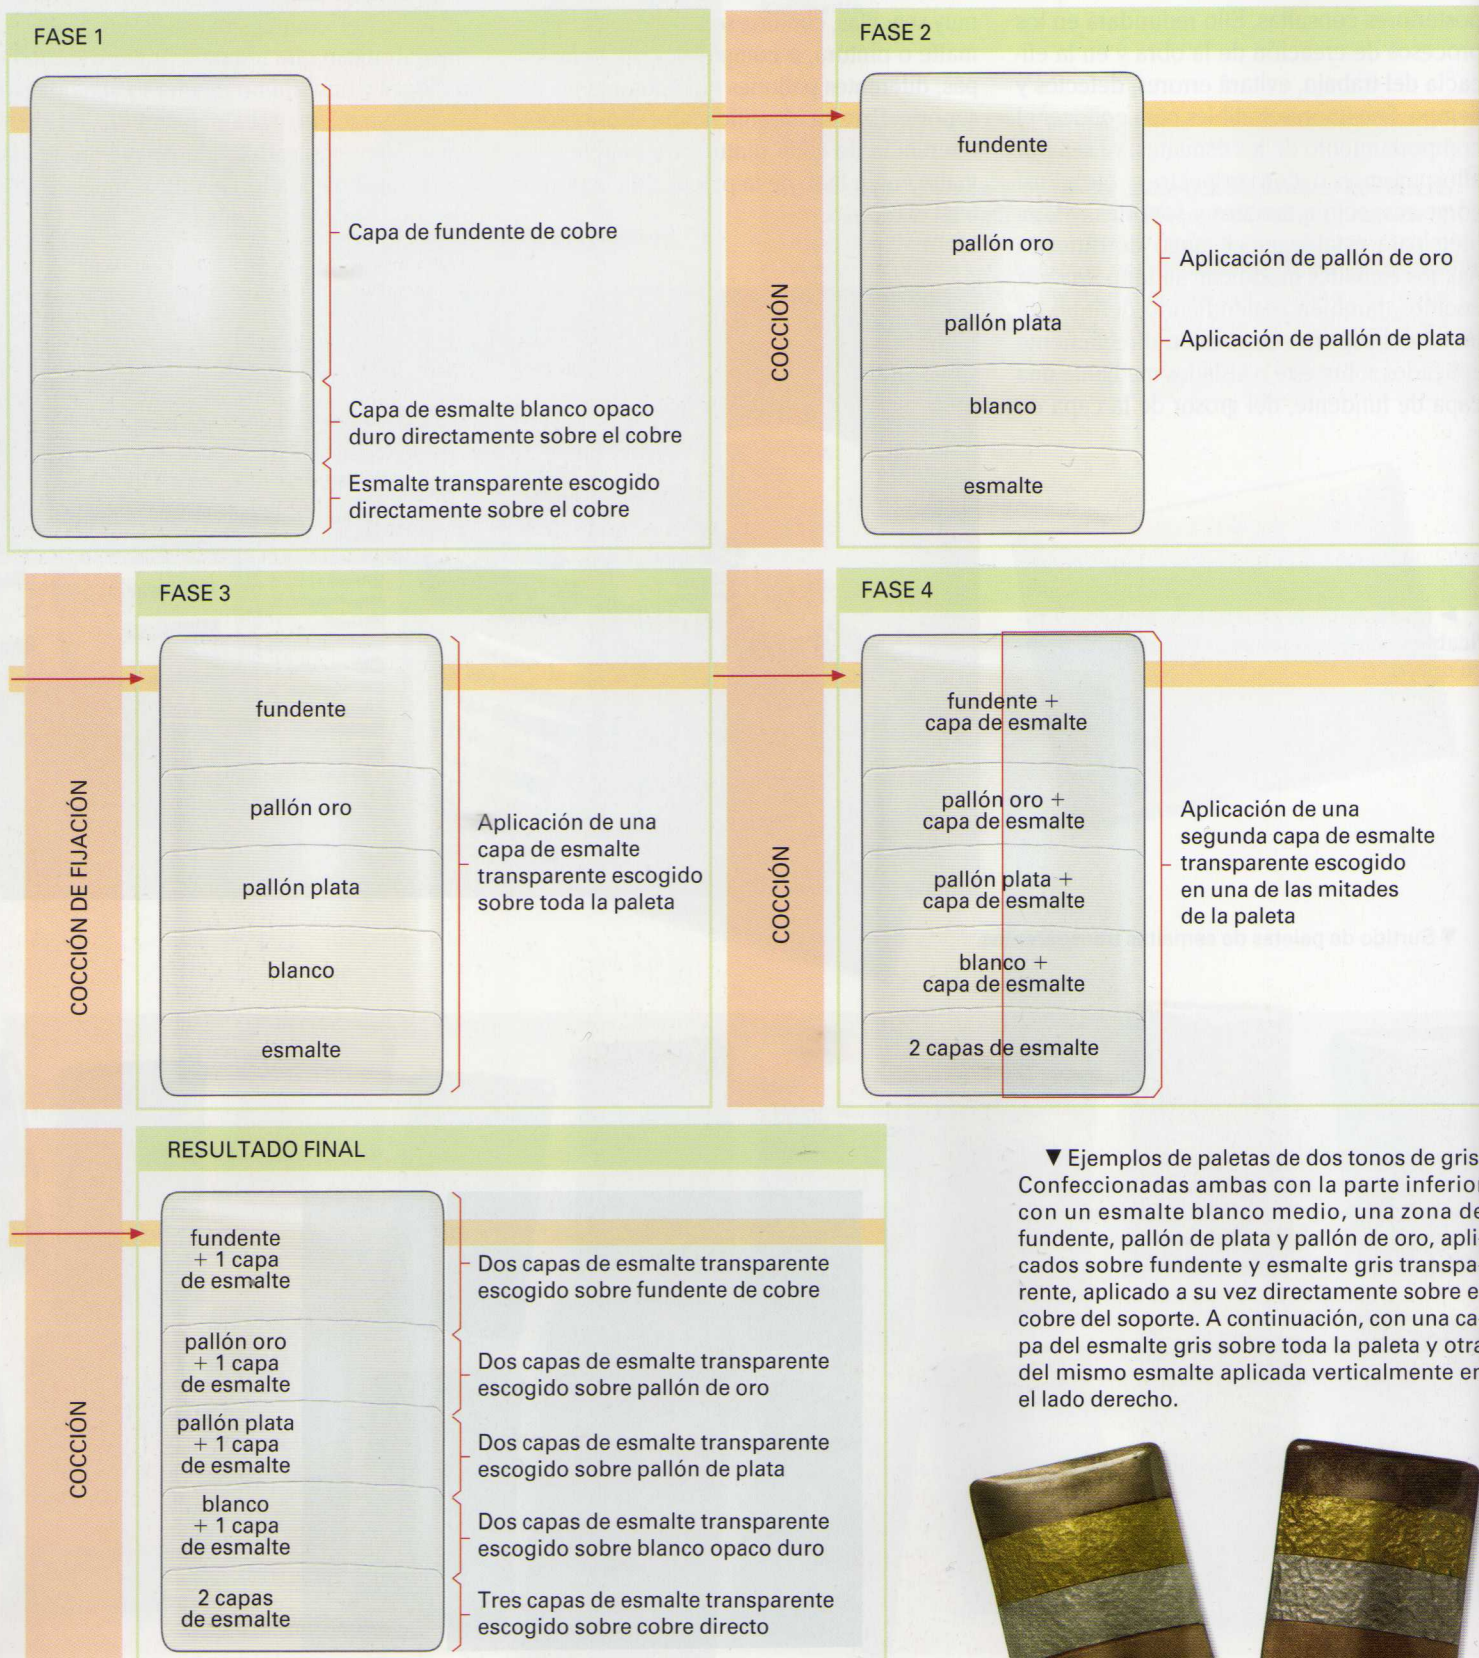 FASE 1
Capa de fundente de cobre
Capa de esmalte blanco opaco
duro directamente sobre el cobre
Esmalte transparente escogido
directamente sobre el cobre
COCCIÓN
FASE 2
fundente
pallón oro
pallón plata
blanco
esmalte
Aplicación de pallón de oro
Aplicación de pallón de plata
COCCIÓN DE FIJACIÓN
FASE 3
fundente
pallón oro
pallón plata
blanco
esmalte
Aplicación de una
capa de esmalte
transparente escogido
sobre toda la paleta
COCCIÓN
FASE 4
fundente +
capa de esmalte
pallón oro +
capa de esmalte
pallón plata +
capa de esmalte
blanco +
capa de esmalte
2 capas de esmalte
Aplicación de una
segunda capa de esmalte
transparente escogido
en una de las mitades
de la paleta
COCCIÓN
RESULTADO FINAL
fundente
+ 1 capa
de esmalte
pallón oro
+ 1 capa
de esmalte
pallón plata
+ 1 capa
de esmalte
blanco
+ 1 capa
de esmalte
2 capas
de esmalte
Dos capas de esmalte transparente
escogido sobre fundente de cobre
Dos capas de esmalte transparente
escogido sobre pallón de oro
Dos capas de esmalte transparente
escogido sobre pallón de plata
Dos capas de esmalte transparente
escogido sobre blanco opaco duro
Tres capas de esmalte transparente
escogido sobre cobre directo
▼ Ejemplos de paletas de dos tonos de gris
Confeccionadas ambas con la parte inferior
con un esmalte blanco medio, una zona de
fundente, pallón de plata y pallón de oro, apli-
cados sobre fundente y esmalte gris transpa-
rente, aplicado a su vez directamente sobre e
cobre del soporte. A continuación, con una ca-
pa del esmalte gris sobre toda la paleta y otra
del mismo esmalte aplicada verticalmente en
el lado derecho.